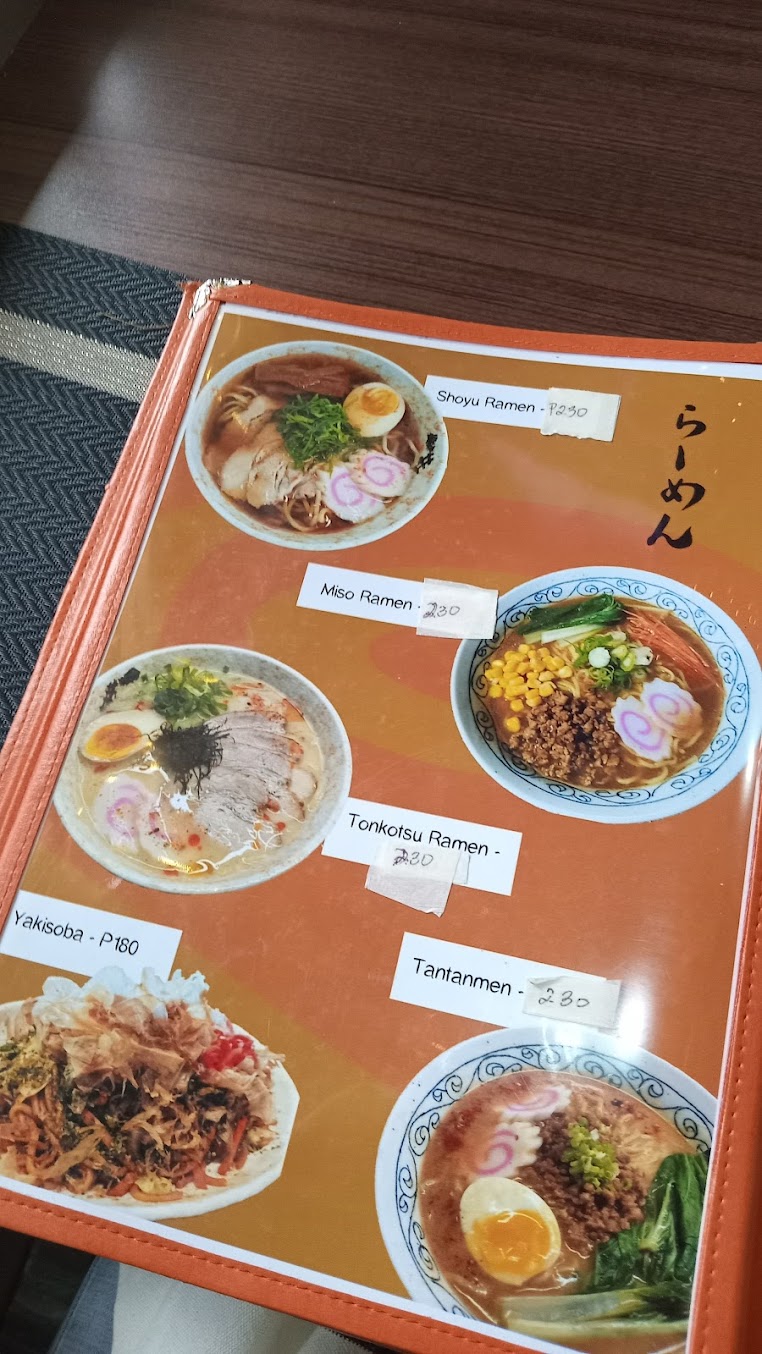 Shoyu Ramen - P230
らーめん
Miso Ramen - 230
Tonkotsu Ramen -
230
Yakisoba - P180
Tantanmen - 230